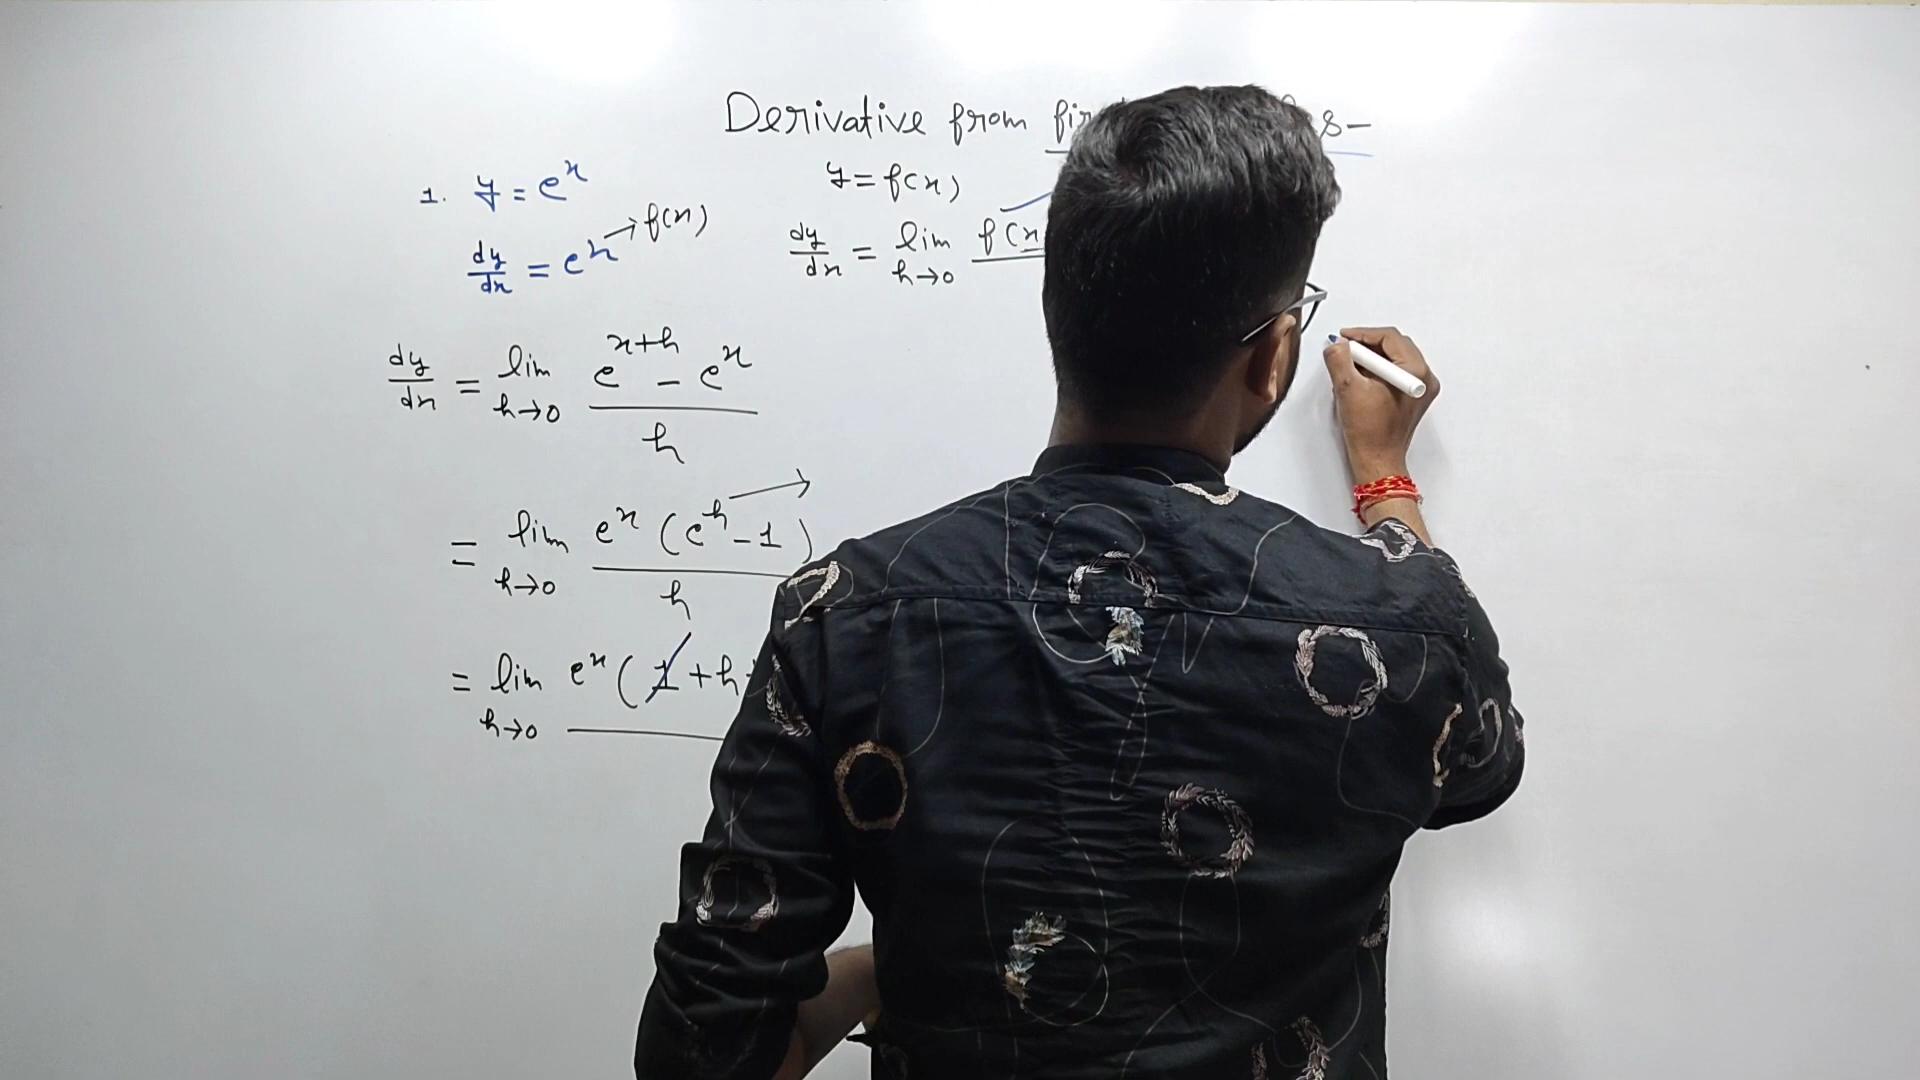 Derivative from
1. y = e^x
y = f(x)
dy/dx = e^x → f(x)
dy/dx = lim h→0 f(x
dy/dx = lim h→0 (e^(x+h) - e^x)/h
= lim h→0 e^x (e^h - 1)/h
= lim h→0 e^x (1 + h